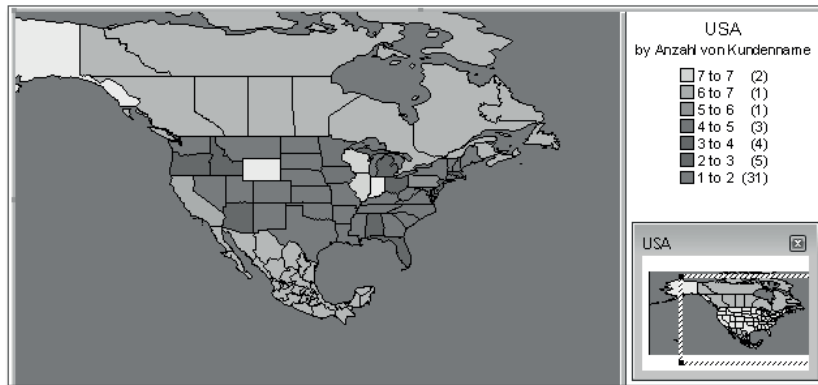 USA
by Anzahl von Kundenname
7 to 7 (2)
6 to 7 (1)
5 to 6 (1)
4 to 5 (3)
3 to 4 (4)
2 to 3 (5)
1 to 2 (31)
USA